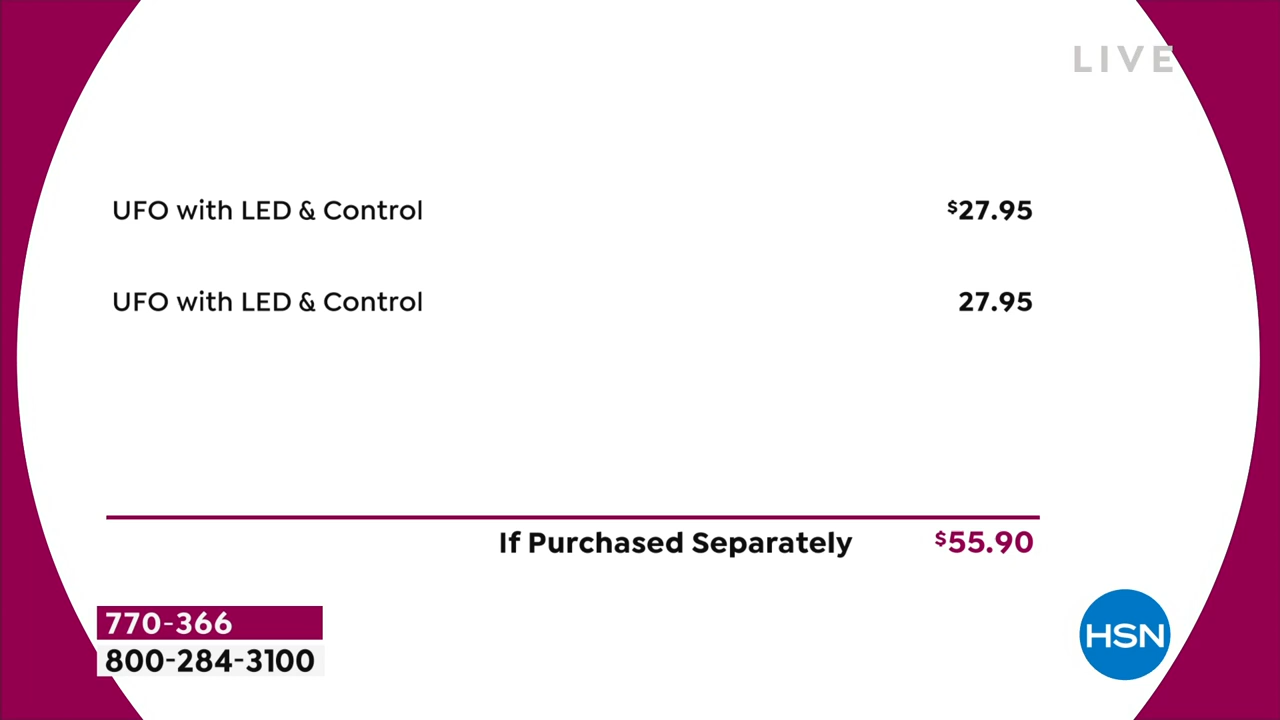 LIVE
UFO with LED & Control $27.95
UFO with LED & Control 27.95
If Purchased Separately $55.90
770-366
800-284-3100
HSN